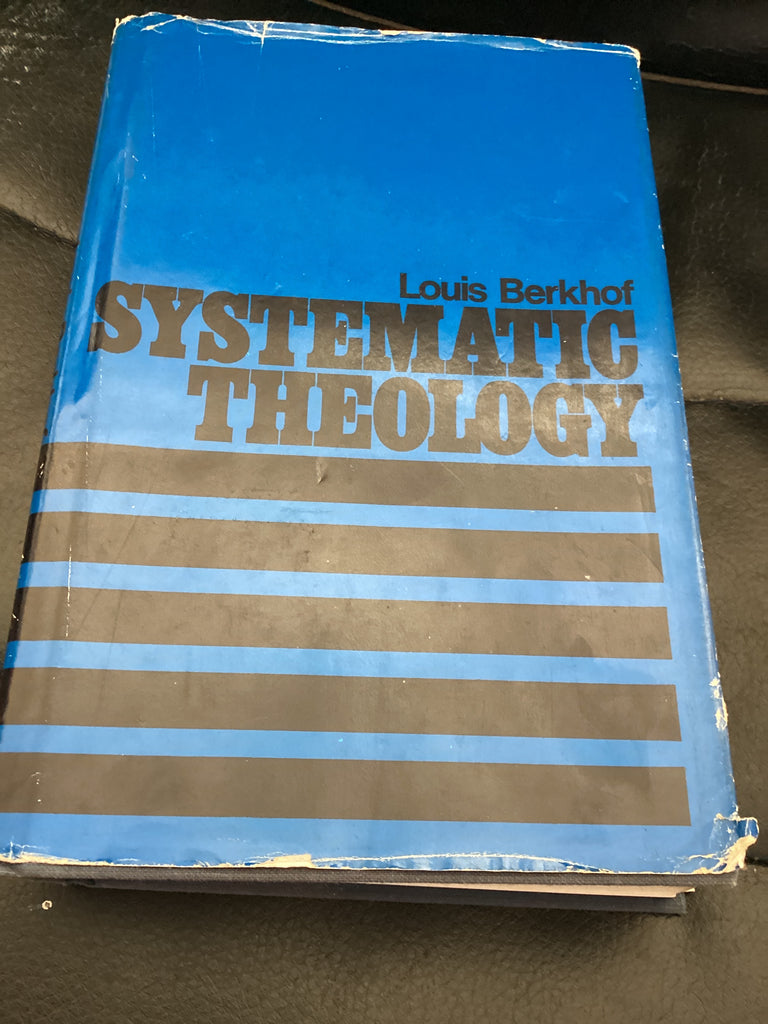 Louis Berkhof
SYSTEMATIC
THEOLOGY